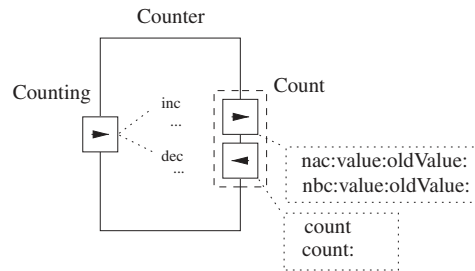 Counter
Counting
Count
inc
...
dec
...
nac:value:oldValue:
nbc:value:oldValue:
count
count: